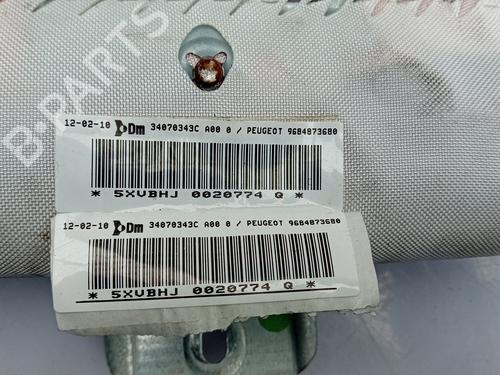 B-PARTS
12-02-10 Dm 34070343C A00 0 / PEUGEOT 9684873680
* 5XVBHJ 0020774 Q *
12-02-10 Dm 34070343C A00 0 / PEUGEOT 9684873680
* 5XVBHJ 0020774 Q *